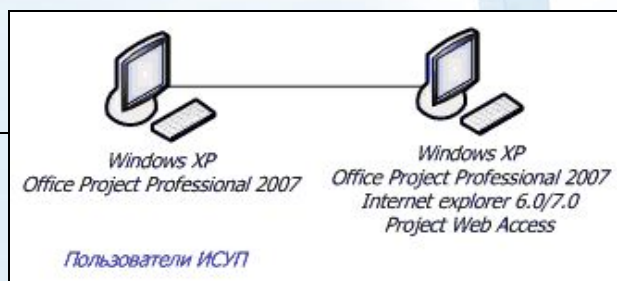 Windows XP
Office Project Professional 2007
Windows XP
Office Project Professional 2007
Internet explorer 6.0/7.0
Project Web Access
Пользователи ИСУП